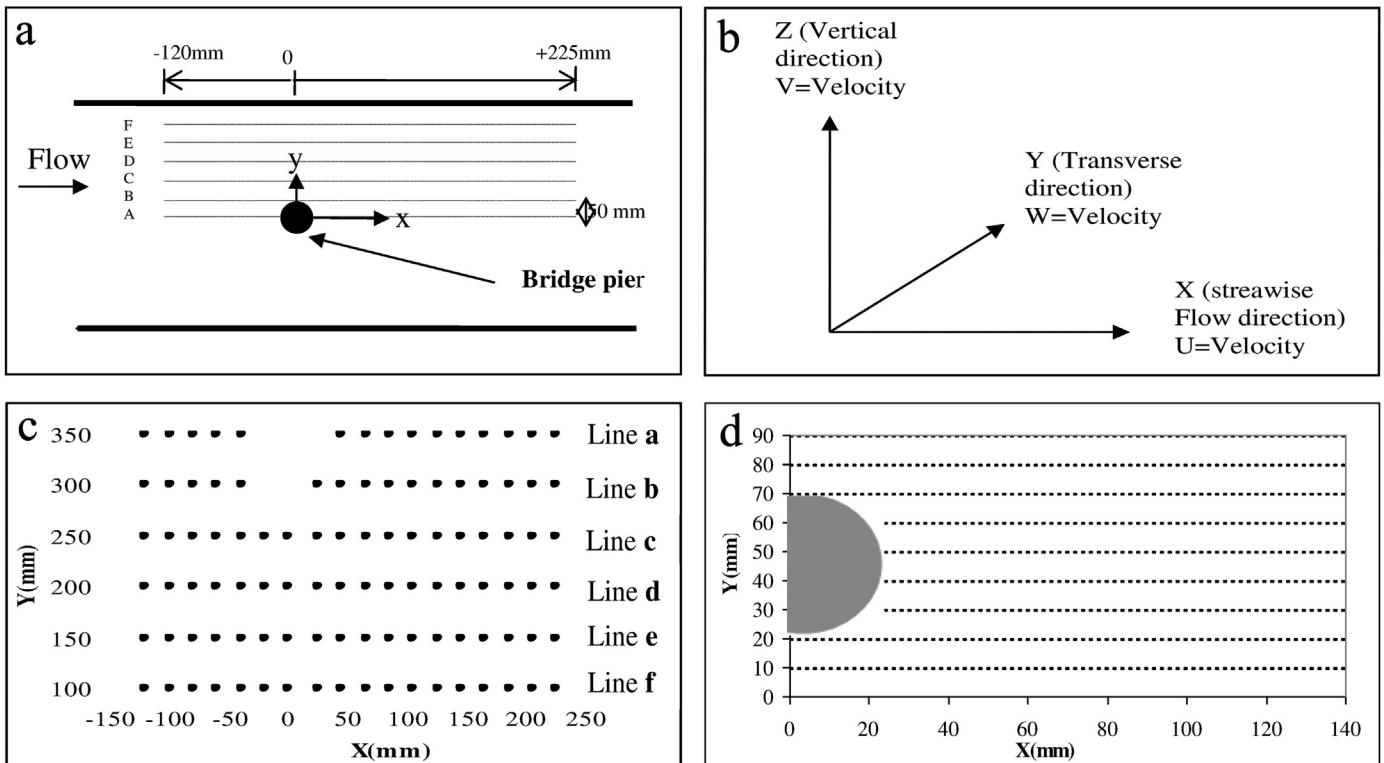 a
-120mm
0
+225mm
F
E
D
C
B
A
Flow
y
x
50 mm
Bridge pier
b
Z (Vertical
direction)
V=Velocity
Y (Transverse
direction)
W=Velocity
X (streawise
Flow direction)
U=Velocity
c
350
Line a
300
Line b
250
Line c
200
Line d
150
Line e
100
Line f
Y(mm)
-150 -100 -50 0 50 100 150 200 250
X(mm)
d
90
80
70
60
50
40
30
20
10
0
Y(mm)
0 20 40 60 80 100 120 140
X(mm)